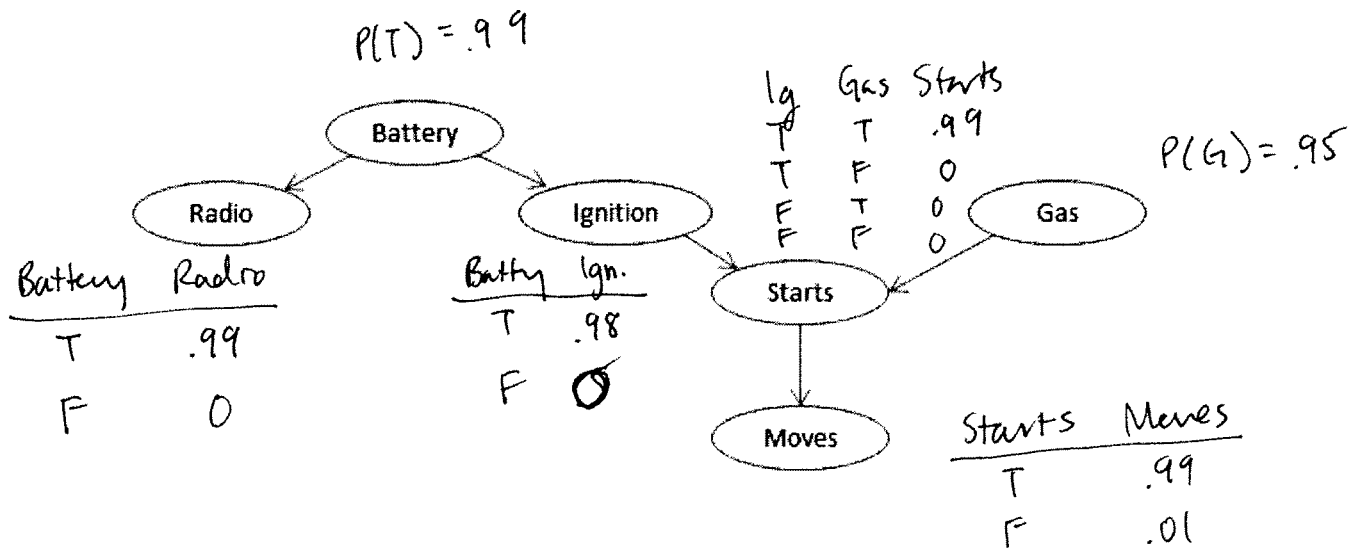 P(T) = .99
Ig Gas Starts
T T .99
T F 0
F T 0
F F 0
P(G) = .95
Battery
Radio
Ignition
Gas
Starts
Moves
Battery Radio
T .99
F 0
Batty Ign.
T .98
F 0
Starts Moves
T .99
F .01